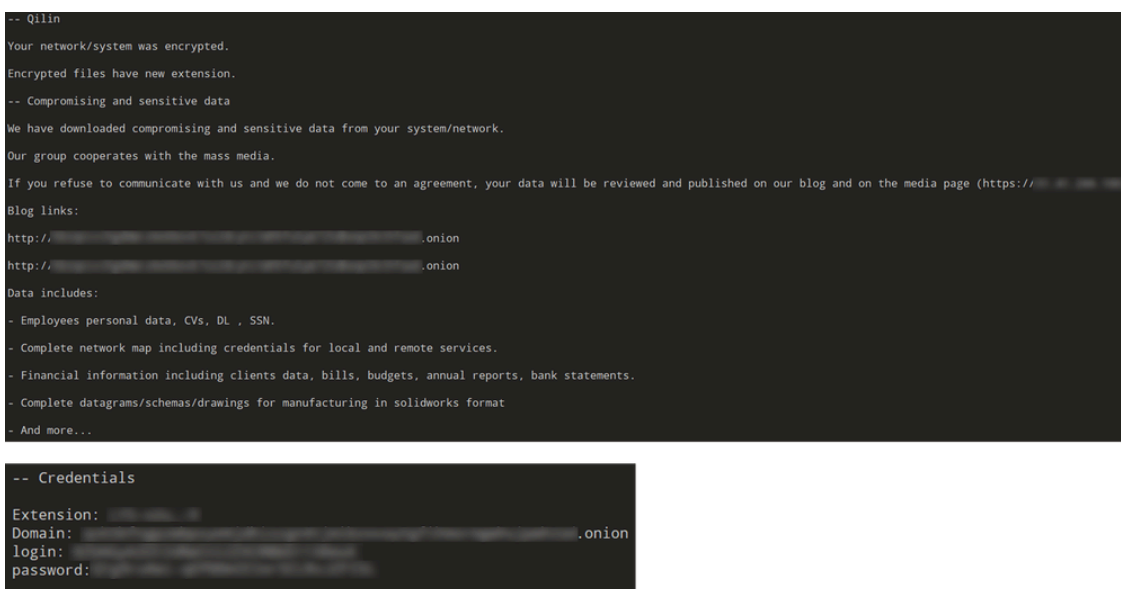 -- Qilin
Your network/system was encrypted.
Encrypted files have new extension.
-- Compromising and sensitive data
We have downloaded compromising and sensitive data from your system/network.
Our group cooperates with the mass media.
If you refuse to communicate with us and we do not come to an agreement, your data will be reviewed and published on our blog and on the media page (https://
Blog links:
http:/ .onion
http:/ .onion
Data includes:
- Employees personal data, CVs, DL , SSN.
- Complete network map including credentials for local and remote services.
- Financial information including clients data, bills, budgets, annual reports, bank statements.
- Complete datagrams/schemas/drawings for manufacturing in solidworks format
- And more...
-- Credentials
Extension:
Domain: .onion
login:
password: